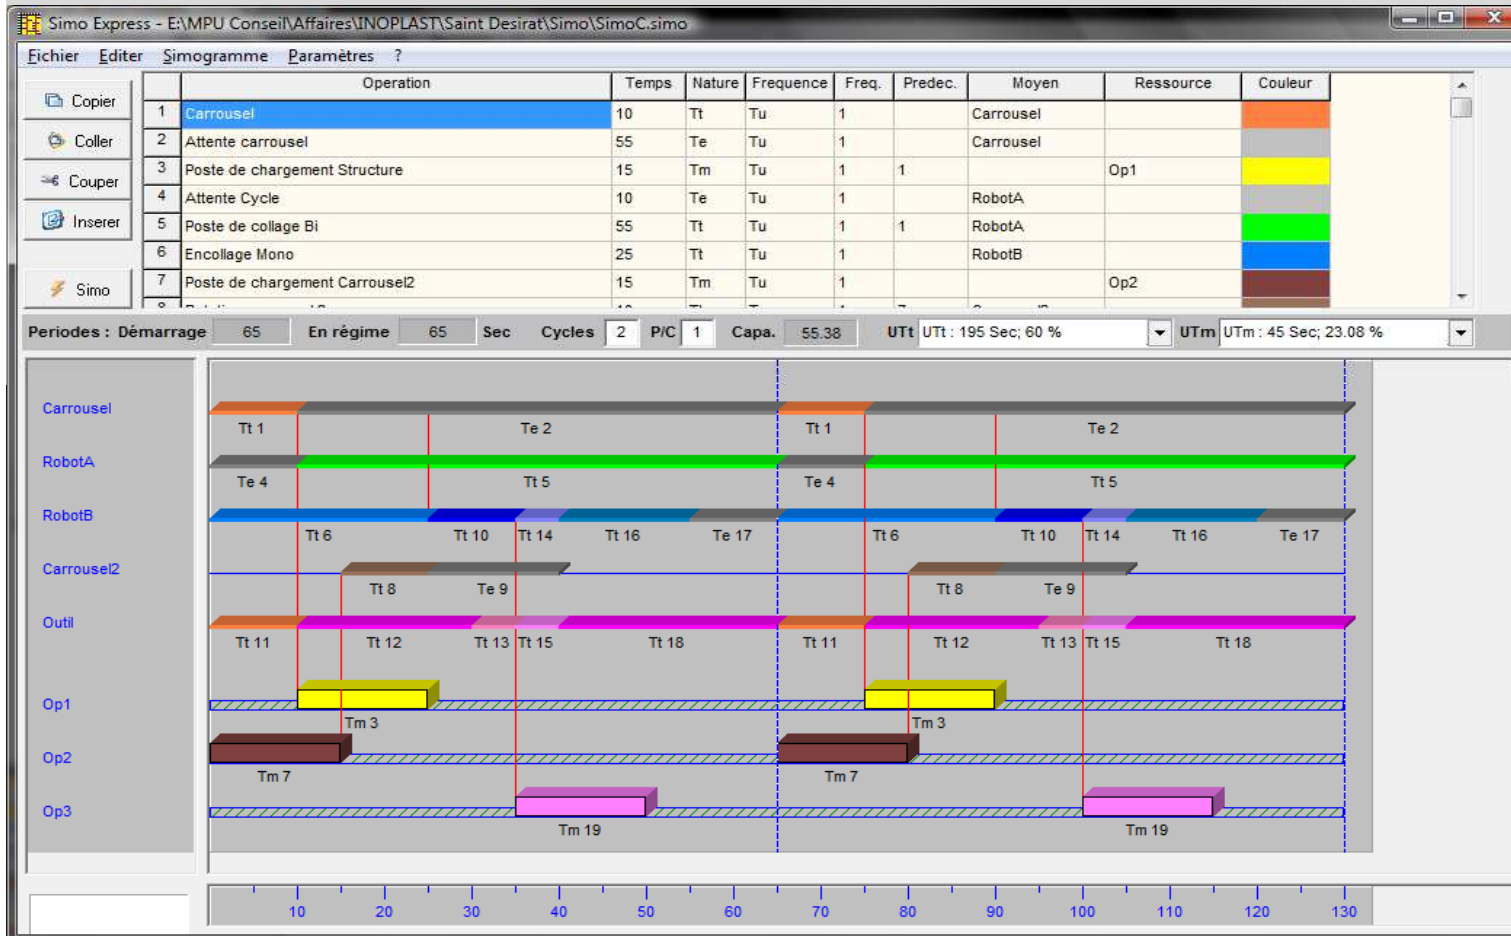 Simo Express - E:\MPU Conseil\Affaires\INOPLAST\Saint Desirat\Simo\SimoC.simo
Fichier Editer Simogramme Paramètres ?
Operation Temps Nature Frequence Freq. Predec. Moyen Ressource Couleur
Copier
1 Carrousel 10 Tt Tu 1 Carrousel
Coller
2 Attente carrousel 55 Te Tu 1 Carrousel
3 Poste de chargement Structure 15 Tm Tu 1 1 Op1
Couper
4 Attente Cycle 10 Te Tu 1 RobotA
Inserer
5 Poste de collage Bi 55 Tt Tu 1 1 RobotA
6 Encollage Mono 25 Tt Tu 1 RobotB
Simo
7 Poste de chargement Carrousel2 15 Tm Tu 1 Op2
Periodes : Démarrage 65 En régime 65 Sec Cycles 2 P/C 1 Capa. 55.38 UTt UTt : 195 Sec; 60 % UTm UTm : 45 Sec; 23.08 %
Carrousel
Tt 1 Te 2 Tt 1 Te 2
RobotA
Te 4 Tt 5 Te 4 Tt 5
RobotB
Tt 6 Tt 10 Tt 14 Tt 16 Te 17 Tt 6 Tt 10 Tt 14 Tt 16 Te 17
Carrousel2
Tt 8 Te 9 Tt 8 Te 9
Outil
Tt 11 Tt 12 Tt 13 Tt 15 Tt 18 Tt 11 Tt 12 Tt 13 Tt 15 Tt 18
Op1
Tm 3 Tm 3
Op2
Tm 7 Tm 7
Op3
Tm 19 Tm 19
10 20 30 40 50 60 70 80 90 100 110 120 130